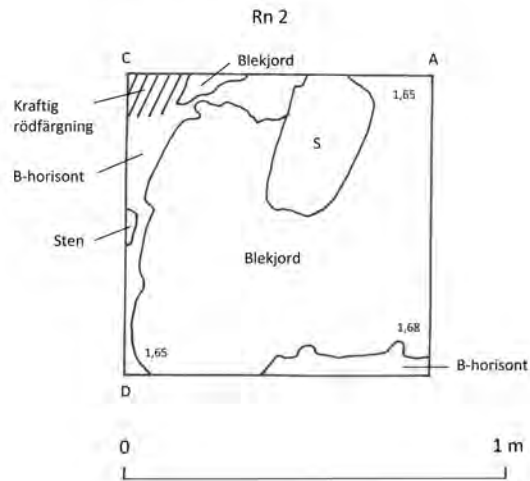 Rn 2
C
Blekjord
A
Kraftig
rödfärgning
1,65
S
B-horisont
Sten
Blekjord
1,65
1,68
B-horisont
D
0
1 m